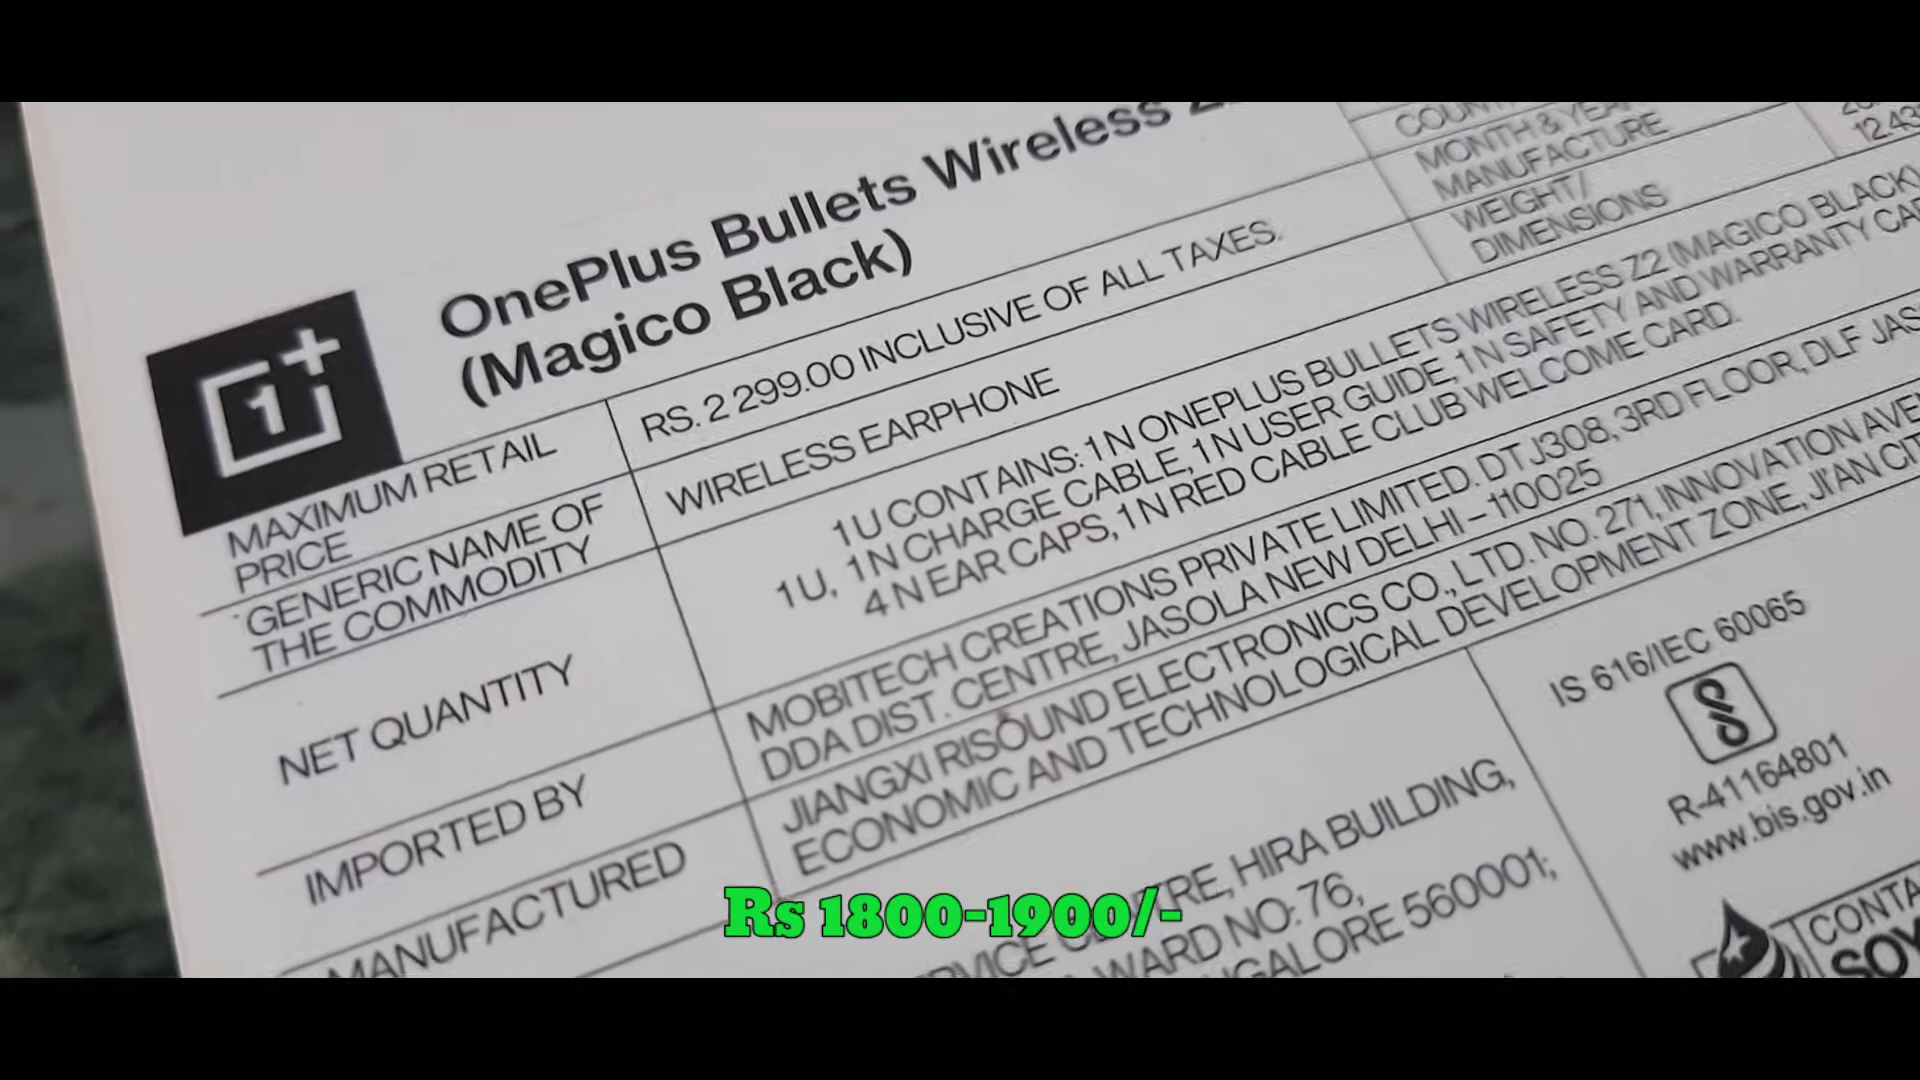 OnePlus Bullets Wireless
(Magico Black)
MAXIMUM RETAIL
PRICE
RS. 2 299.00 INCLUSIVE OF ALL TAXES.
GENERIC NAME OF
THE COMMODITY
WIRELESS EARPHONE
NET QUANTITY
1U CONTAINS: 1N ONEPLUS BULLETS WIRELESS Z2 (MAGICO BLACK)
1U, 1N CHARGE CABLE, 1N USER GUIDE, 1N SAFETY AND WARRANTY
4N EAR CAPS, 1N RED CABLE CLUB WELCOME CARD.
IMPORTED BY
MOBITECH CREATIONS PRIVATE LIMITED. DTJ308, 3RD FLOOR, DLF
DDA DIST. CENTRE, JASOLA NEW DELHI – 110025
MANUFACTURED
JIANGXI RISOUND ELECTRONICS CO., LTD. NO. 271, INNOVATION
ECONOMIC AND TECHNOLOGICAL DEVELOPMENT ZONE, JI'AN
HIRA BUILDING,
WARD NO: 76,
560001;
MONTH &
MANUFACTURE
WEIGHT/
DIMENSIONS
IS 616/IEC 60065
R-41164801
www.bis.gov.in
Rs 1800-1900/-